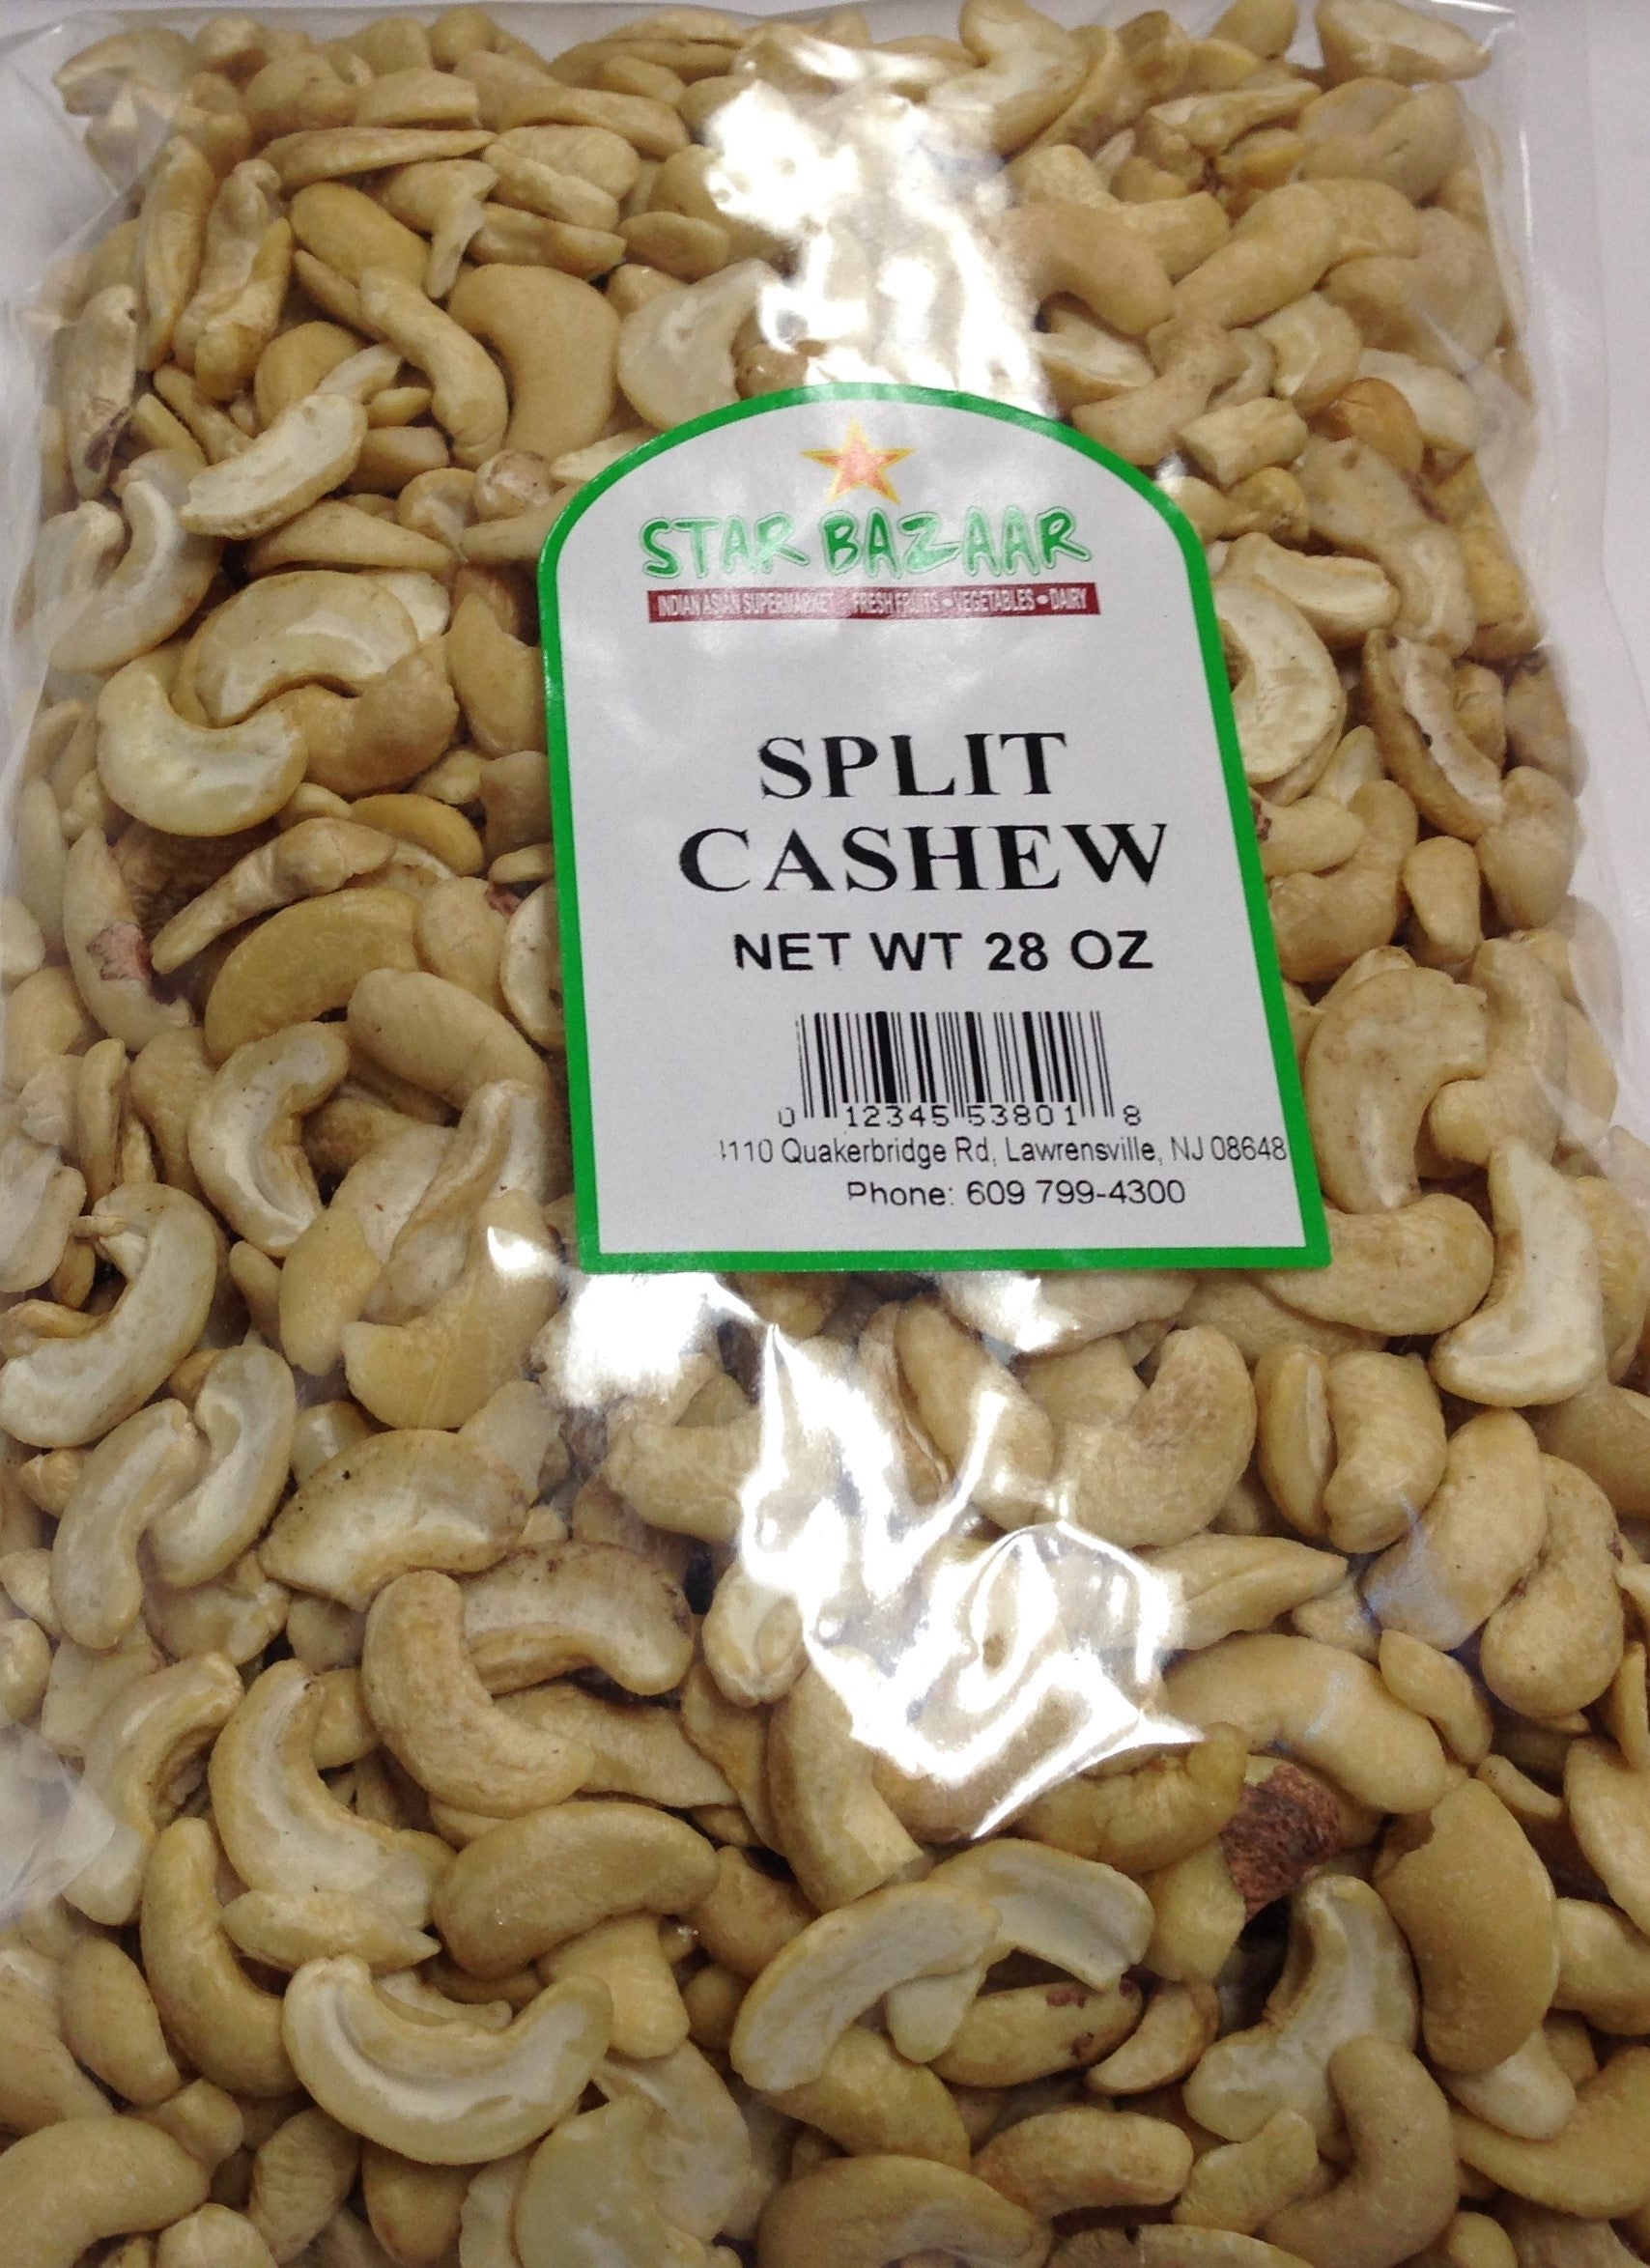 STAR BAZAAR
INDIAN ASIAN SUPERMARKET FRESH FRUITS • VEGETABLES • DAIRY
SPLIT
CASHEW
NET WT 28 OZ
0 12345 53801 8
Quakerbridge Rd, Lawrensville, NJ 08648
Phone: 609 799-4300